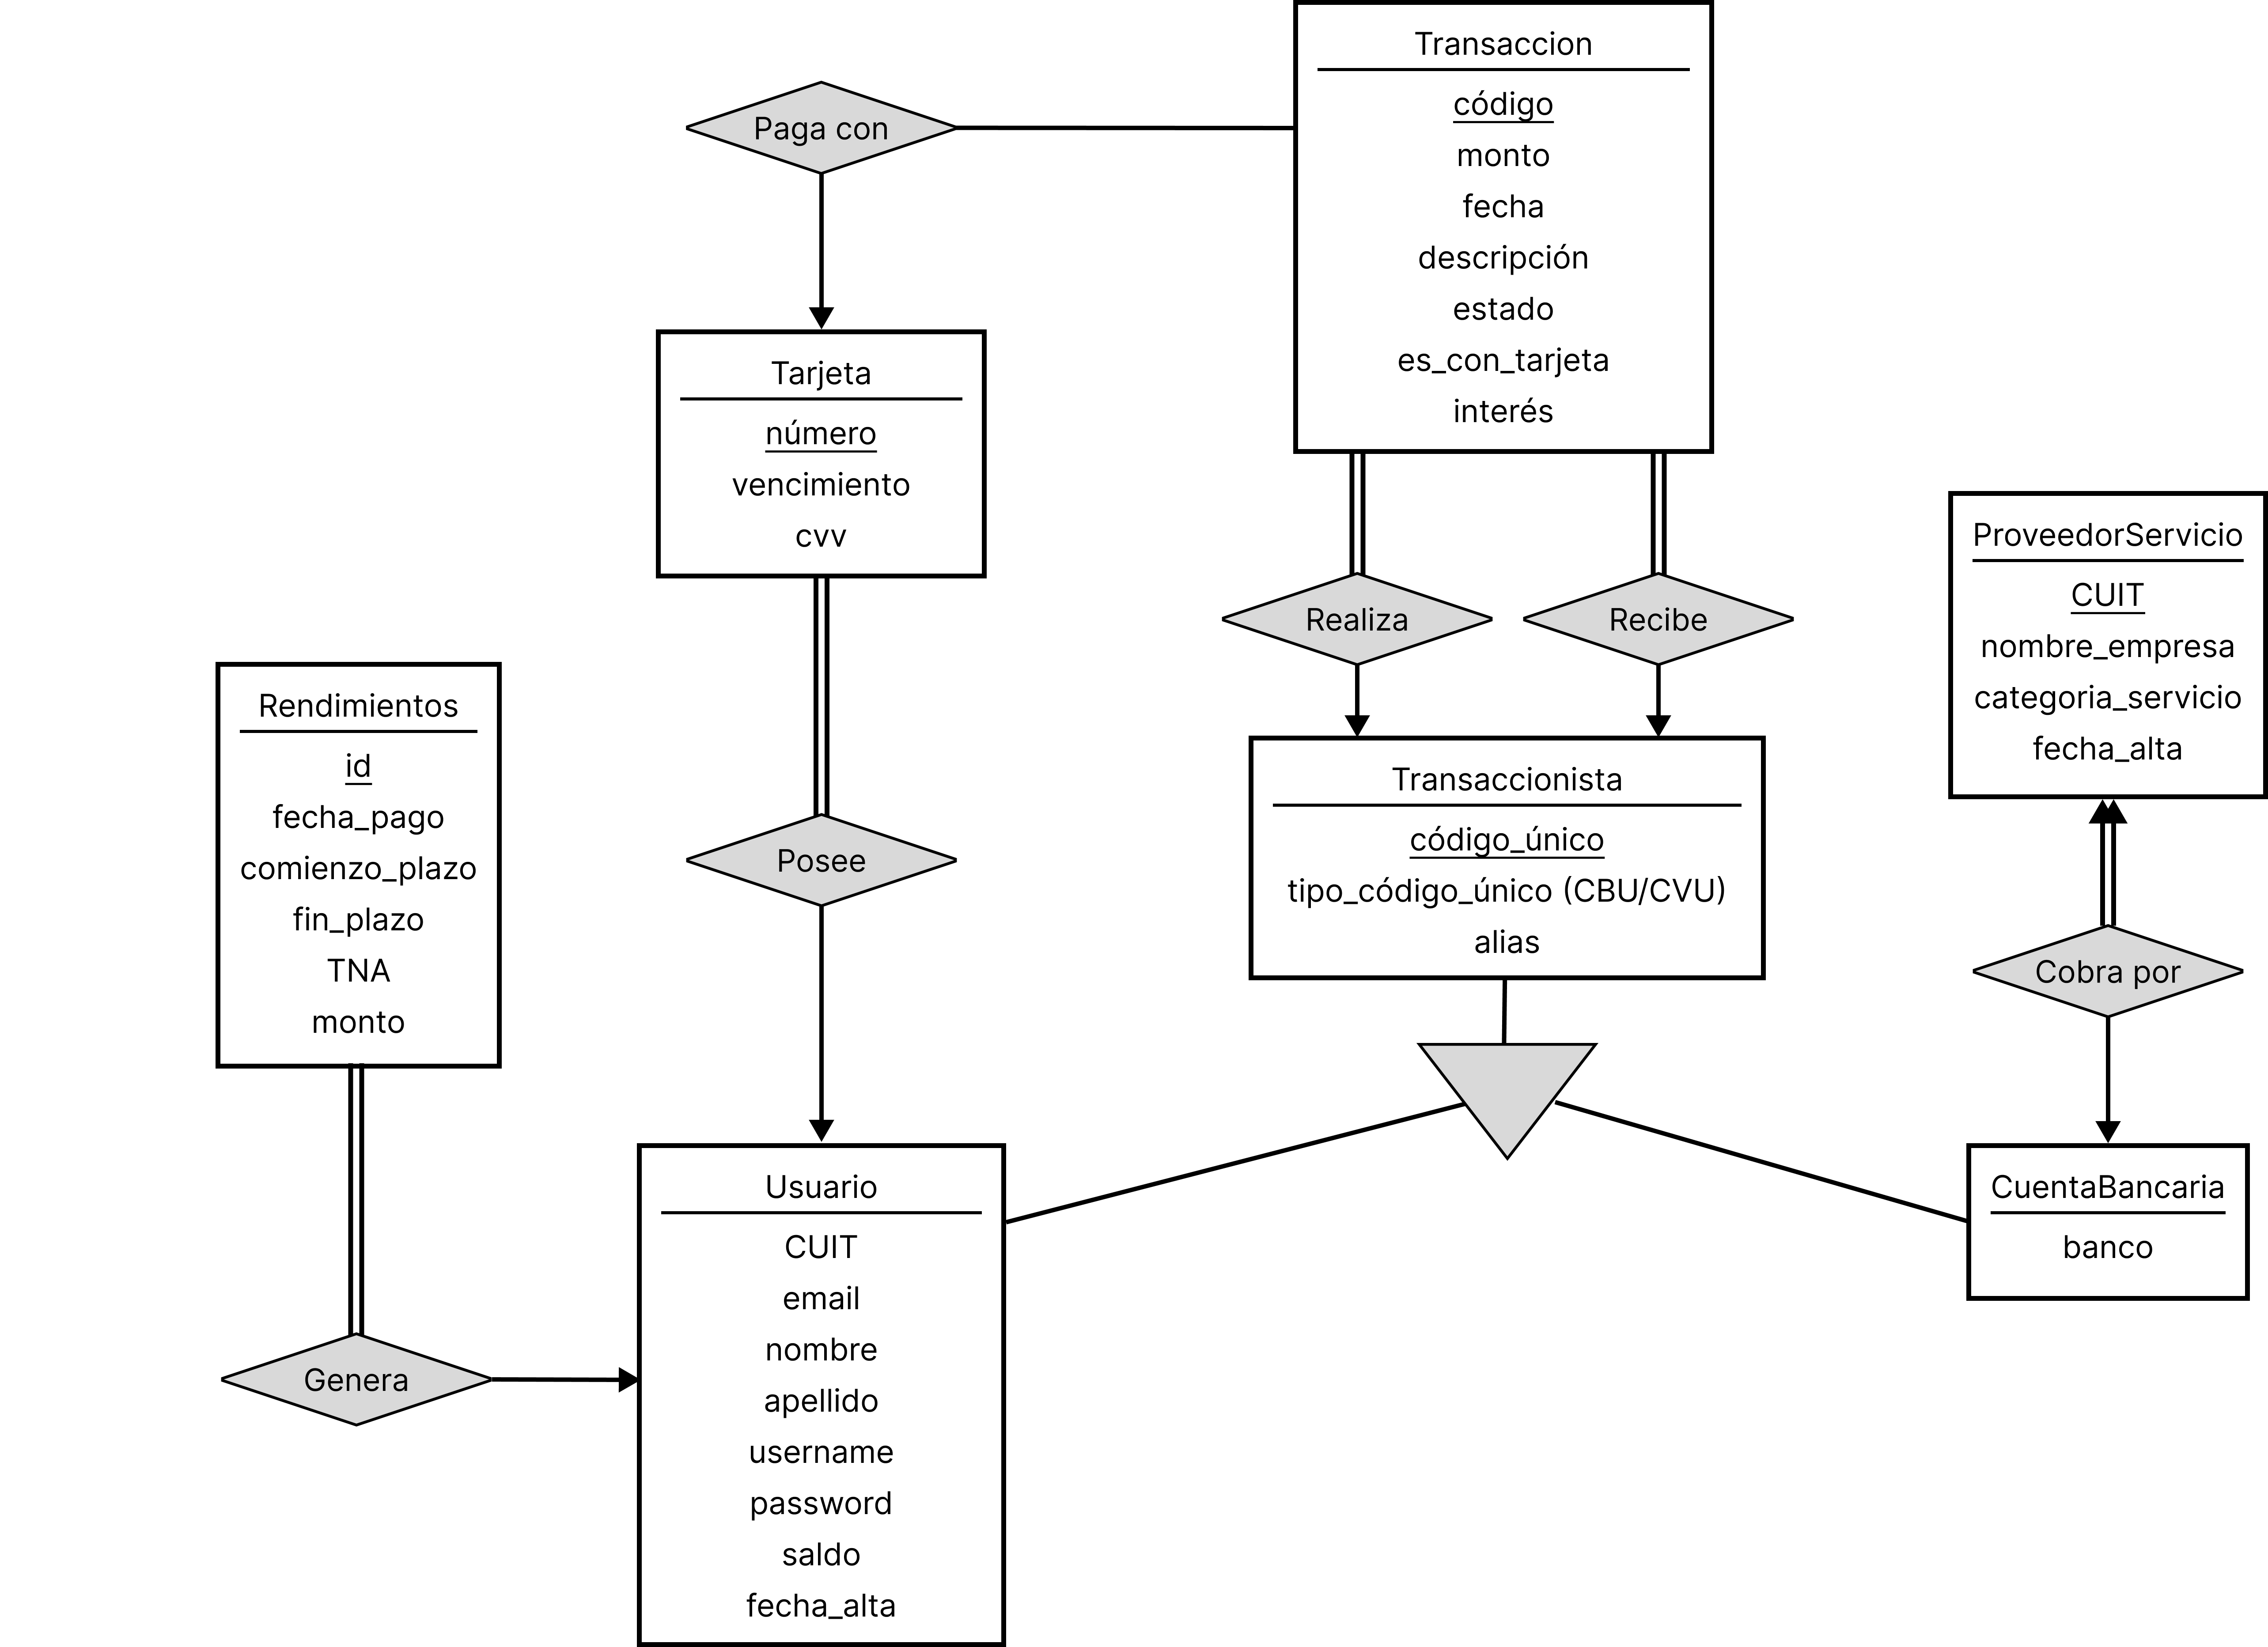 Transaccion
código
monto
fecha
descripción
estado
es_con_tarjeta
interés
Paga con
Tarjeta
número
vencimiento
cvv
Realiza
Recibe
ProveedorServicio
CUIT
nombre_empresa
categoria_servicio
fecha_alta
Rendimientos
id
fecha_pago
comienzo_plazo
fin_plazo
TNA
monto
Posee
Transaccionista
código_único
tipo_código_único (CBU/CVU)
alias
Cobra por
Usuario
CUIT
email
nombre
apellido
username
password
saldo
fecha_alta
CuentaBancaria
banco
Genera